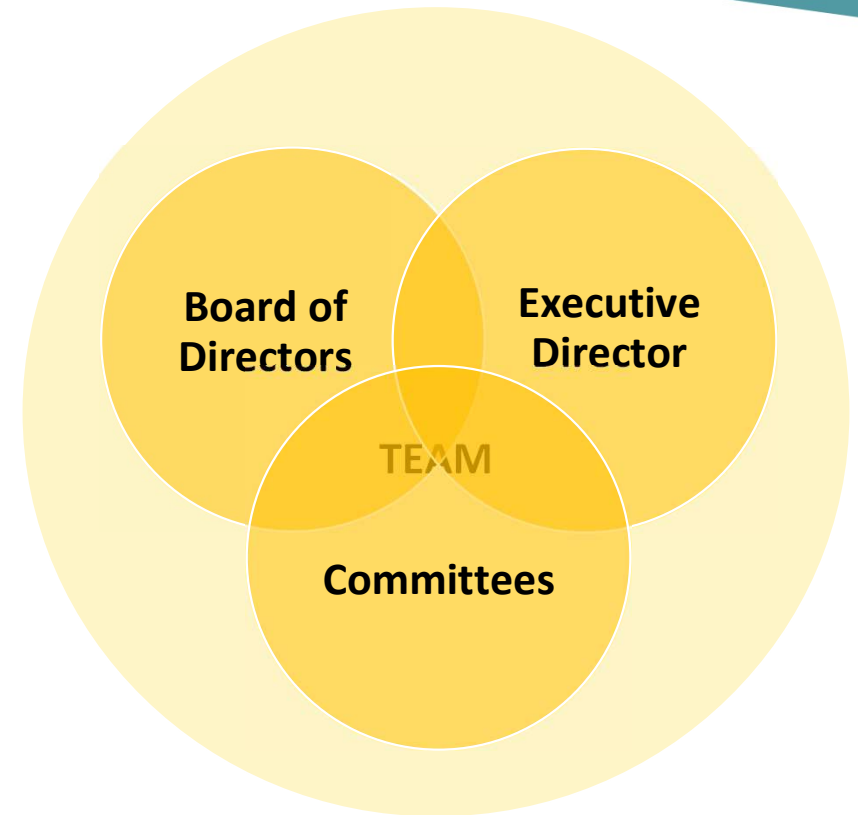 Board of
Directors
Executive
Director
TEAM
Committees